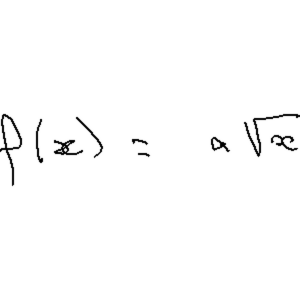 f(x) = a√x